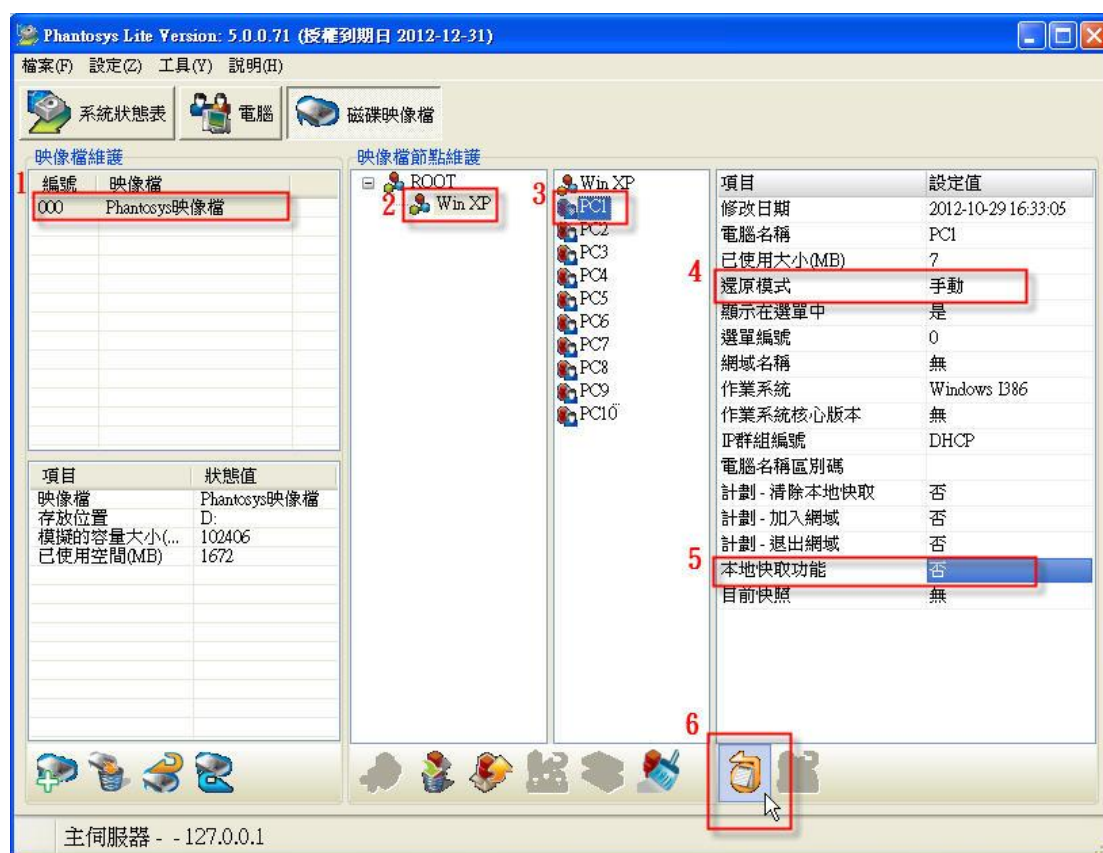 Phantosys Lite Version: 5.0.0.71 (授權到期日 2012-12-31)
檔案(F) 設定(Z) 工具(Y) 說明(H)
系統狀態表 電腦 磁碟映像檔
映像檔維護
1
編號 映像檔
000 Phantosys映像檔
項目 狀態值
映像檔 Phantosys映像檔
存放位置 D:
模擬的容量大小(... 102406
已使用空間(MB) 1672
映像檔節點維護
ROOT
2 Win XP
Win XP
3 PC1
PC2
PC3
PC4
PC5
PC6
PC7
PC8
PC9
PC10
項目 設定值
修改日期 2012-10-29 16:33:05
電腦名稱 PC1
已使用大小(MB) 7
4 還原模式 手動
顯示在選單中 是
選單編號 0
網域名稱 無
作業系統 Windows I386
作業系統核心版本 無
IP群組編號 DHCP
電腦名稱區別碼
計劃 - 清除本地快取 否
計劃 - 加入網域 否
計劃 - 退出網域 否
5 本地快取功能 否
目前快照 無
6
主伺服器 - - 127.0.0.1